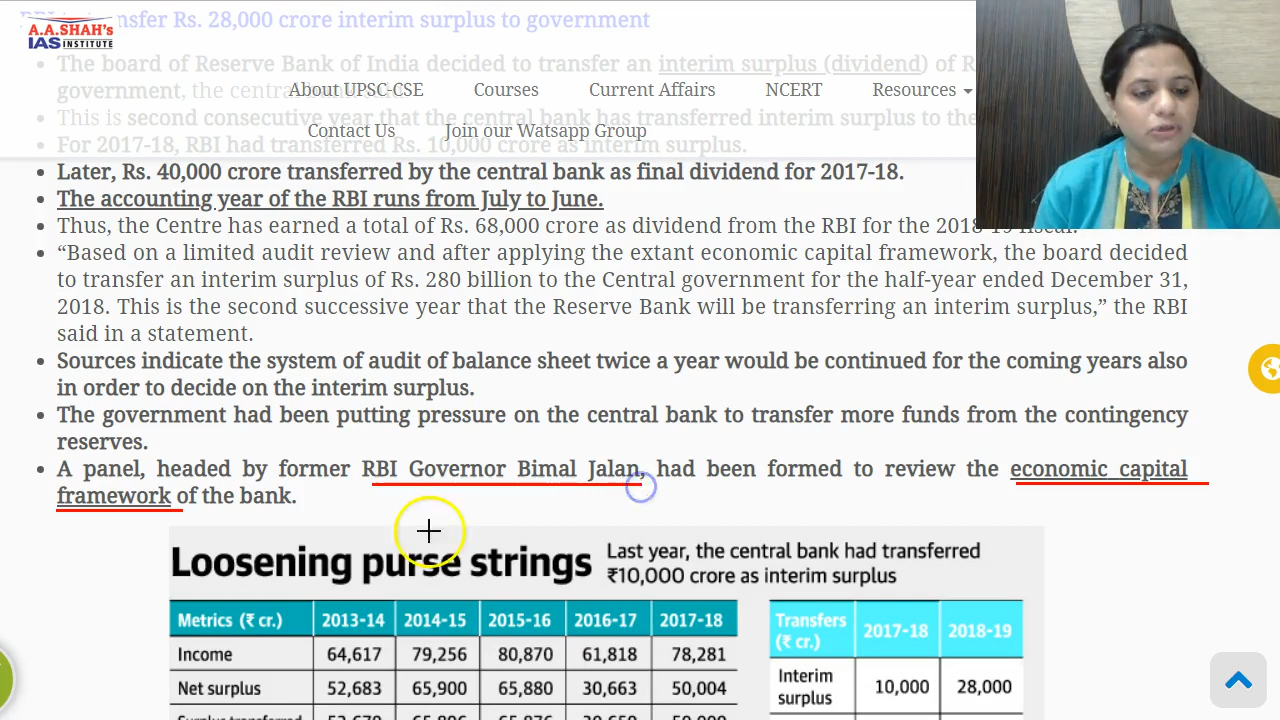 nsfer Rs. 28,000 crore interim surplus to government
A.A.SHAH's
IAS INSTITUTE
The board of Reserve Bank of India decided to transfer an interim surplus (dividend) of R
government, the centra
About UPSC-CSE Courses Current Affairs NCERT Resources
This is second consecutive year that the central bank has transferred interim surplus to the
Contact Us Join our Watsapp Group
For 2017-18, RBI had transferred Rs. 10,000 crore as interim surplus.
Later, Rs. 40,000 crore transferred by the central bank as final dividend for 2017-18.
The accounting year of the RBI runs from July to June.
Thus, the Centre has earned a total of Rs. 68,000 crore as dividend from the RBI for the 2018-19 fiscal.
“Based on a limited audit review and after applying the extant economic capital framework, the board decided
to transfer an interim surplus of Rs. 280 billion to the Central government for the half-year ended December 31,
2018. This is the second successive year that the Reserve Bank will be transferring an interim surplus,” the RBI
said in a statement.
Sources indicate the system of audit of balance sheet twice a year would be continued for the coming years also
in order to decide on the interim surplus.
The government had been putting pressure on the central bank to transfer more funds from the contingency
reserves.
A panel, headed by former RBI Governor Bimal Jalan, had been formed to review the economic capital
framework of the bank.
Loosening purse strings
Last year, the central bank had transferred
₹10,000 crore as interim surplus
Metrics (₹ cr.) 2013-14 2014-15 2015-16 2016-17 2017-18
Income 64,617 79,256 80,870 61,818 78,281
Net surplus 52,683 65,900 65,880 30,663 50,004
Transfers
(₹ cr.) 2017-18 2018-19
Interim
surplus 10,000 28,000